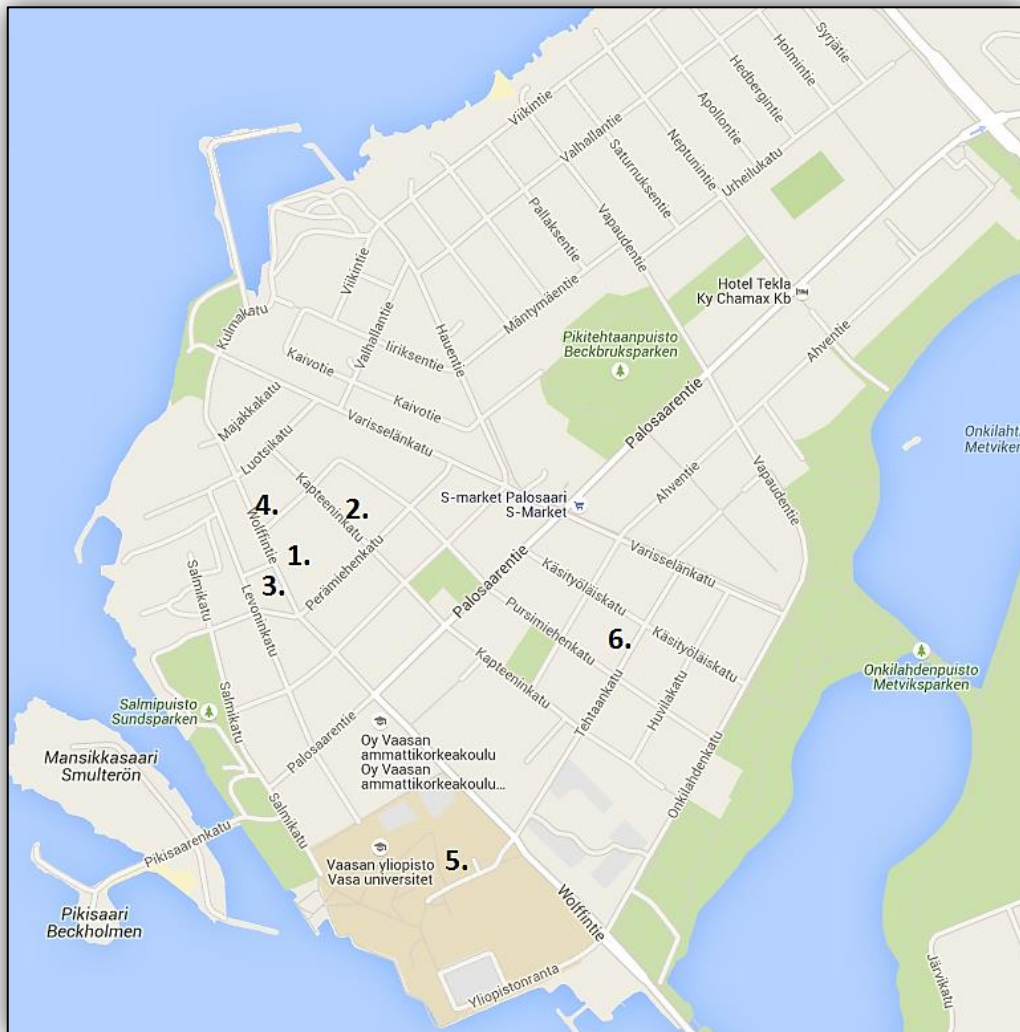 Syrjätie
Holmintie
Hedbergintie
Apollontie
Neptunintie
Urheilukatu
Viikintie
Valhallantie
Saturnuksentie
Vapaudentie
Pallaksentie
Mäntymäentie
Hotel Tekla
Ky Chamax Kb
Viikintie
Valhallantie
Hauentie
Kulmakatu
Iiriksentie
Kaivotie
Kaivotie
Pikitehtaanpuisto
Beckbruksparken
Ahventie
Majakkakatu
Varisselänkatu
Palosaarentie
Luotsikatu
Kapteeninkatu
Ahventie
Vapaudentie
S-market Palosaari
S-Market
4.
2.
Wolffintie
1.
3.
Perämiehenkatu
Palosaarentie
Varisselänkatu
Käsityöläiskatu
Salmikatu
Levoninkatu
Pursimiehenkatu
6.
Käsityöläiskatu
Kapteeninkatu
Tehtaankatu
Huvilakatu
Onkilahdenpuisto
Metviksparken
Onkilahdenkatu
Salmipuisto
Sundsparken
Salmikatu
Palosaarentie
Mansikkasaari
Smulterön
Oy Vaasan
ammattikorkeakoulu
Oy Vaasan
ammattikorkeakoulu...
Salmikatu
Pikisaarenkatu
Vaasan yliopisto
Vasa universitet
5.
Pikisaari
Beckholmen
Wolffintie
Yliopistonranta
Järvikatu